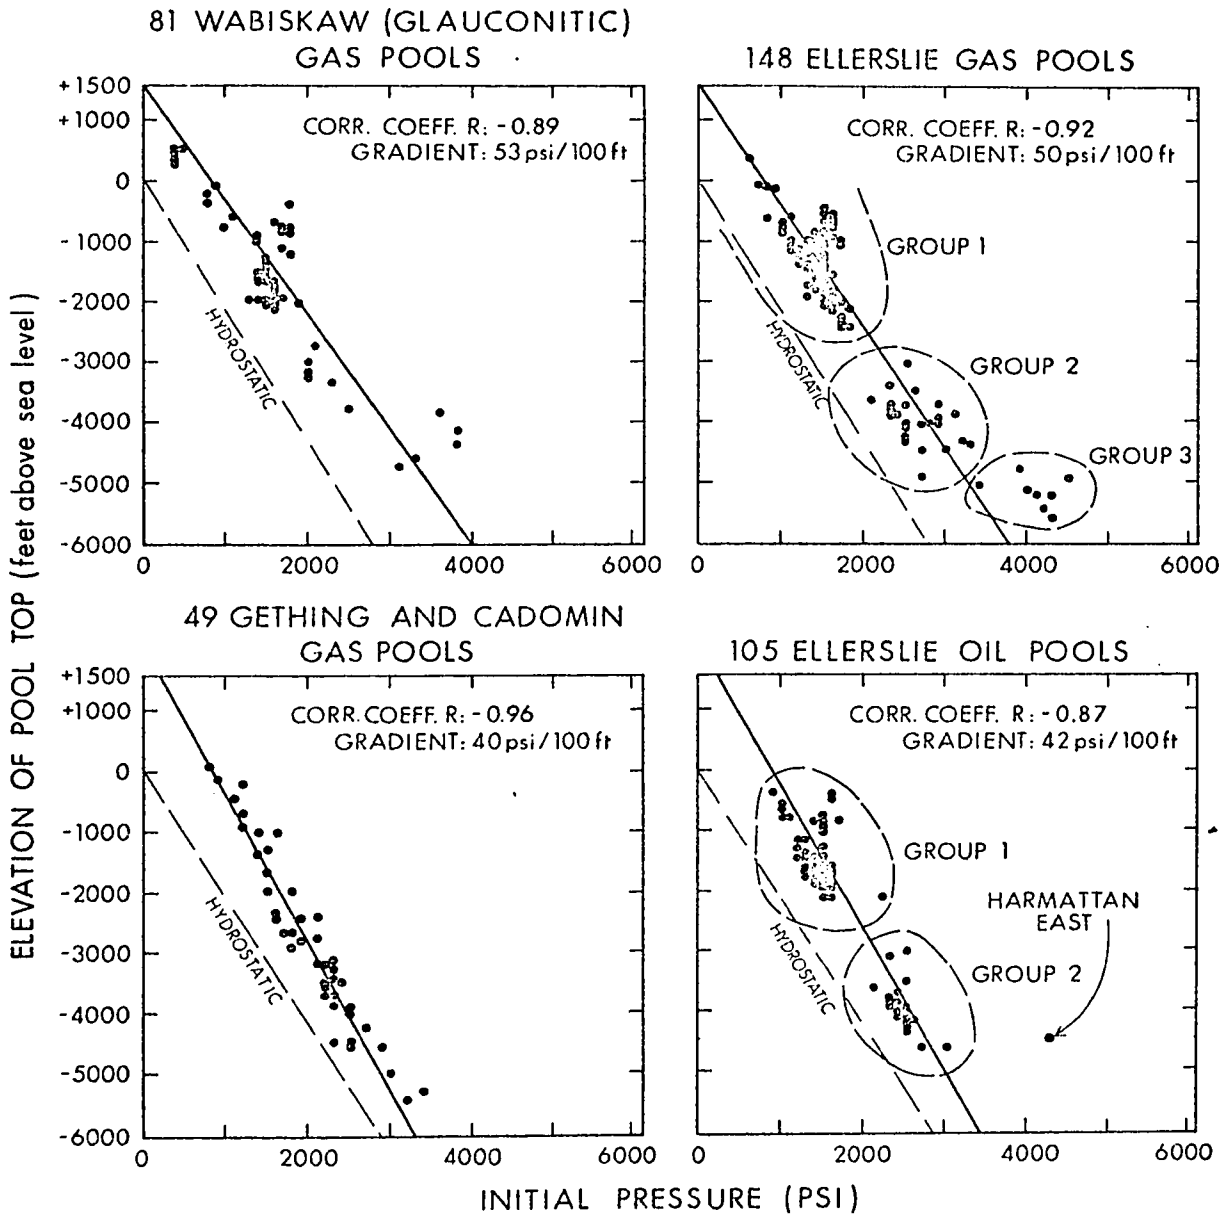 81 WABISKAW (GLAUCONITIC)
GAS POOLS
148 ELLERSLIE GAS POOLS
CORR. COEFF. R: -0.89
GRADIENT: 53 psi/100 ft
+1500
+1000
0
-1000
-2000
-3000
-4000
-5000
-6000
HYDROSTATIC
0
2000
4000
6000
CORR. COEFF. R: -0.92
GRADIENT: 50 psi/100 ft
GROUP 1
GROUP 2
GROUP 3
HYDROSTATIC
0
2000
4000
6000
49 GETHING AND CADOMIN
GAS POOLS
105 ELLERSLIE OIL POOLS
CORR. COEFF. R: -0.96
GRADIENT: 40 psi/100 ft
+1500
+1000
0
-1000
-2000
-3000
-4000
-5000
-6000
HYDROSTATIC
0
2000
4000
6000
CORR. COEFF. R: -0.87
GRADIENT: 42 psi/100 ft
GROUP 1
HARMATTAN
EAST
GROUP 2
HYDROSTATIC
0
2000
4000
6000
ELEVATION OF POOL TOP (feet above sea level)
INITIAL PRESSURE (PSI)